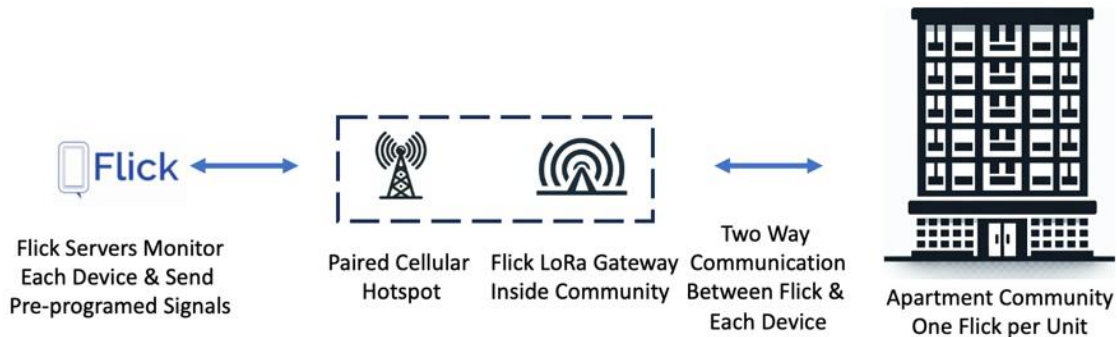 Flick
Flick Servers Monitor
Each Device & Send
Pre-programed Signals
Paired Cellular
Hotspot
Flick LoRa Gateway
Inside Community
Two Way
Communication
Between Flick &
Each Device
Apartment Community
One Flick per Unit